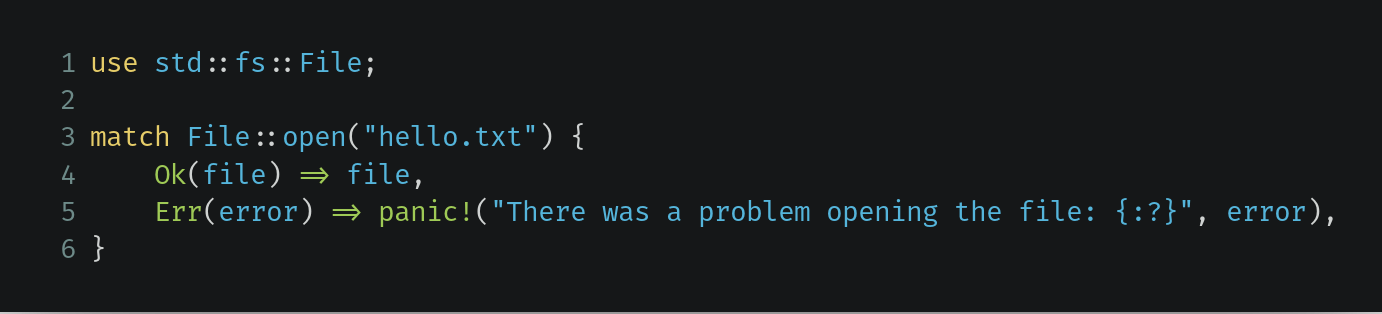 1 use std::fs::File;
2
3 match File::open("hello.txt") {
4     Ok(file) => file,
5     Err(error) => panic!("There was a problem opening the file: {:?}", error),
6 }